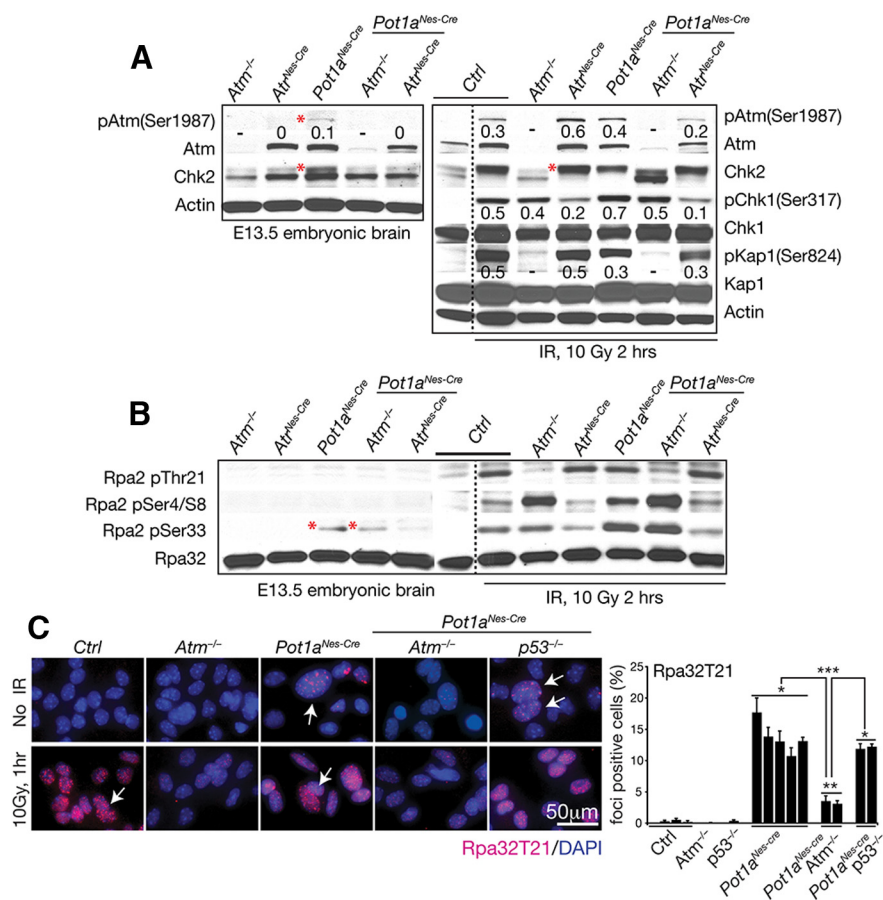 A
Pot1aNes-Cre
Atm–/–
AtrNes-Cre
Pot1aNes-Cre
Atm–/–
AtrNes-Cre
pAtm(Ser1987)
*
- 0 0.1 - 0
Atm
*
Chk2
Actin
E13.5 embryonic brain
Pot1aNes-Cre
Ctrl
Atm–/–
AtrNes-Cre
Pot1aNes-Cre
Atm–/–
AtrNes-Cre
pAtm(Ser1987)
0.3 - 0.6 0.4 - 0.2
Atm
*
Chk2
pChk1(Ser317)
0.5 0.4 0.2 0.7 0.5 0.1
Chk1
pKap1(Ser824)
0.5 - 0.5 0.3 - 0.3
Kap1
Actin
IR, 10 Gy 2 hrs
B
Pot1aNes-Cre
Pot1aNes-Cre
Atm–/–
AtrNes-Cre
Pot1aNes-Cre
Atm–/–
AtrNes-Cre
Ctrl
Atm–/–
AtrNes-Cre
Pot1aNes-Cre
Atm–/–
AtrNes-Cre
Rpa2 pThr21
Rpa2 pSer4/S8
Rpa2 pSer33
* *
Rpa32
E13.5 embryonic brain
IR, 10 Gy 2 hrs
C
Pot1aNes-Cre
Ctrl
Atm–/–
Pot1aNes-Cre
Atm–/–
p53–/–
No IR
10Gy, 1hr
50µm
Rpa32T21/DAPI
Rpa32T21
foci positive cells (%)
25
20
15
10
5
0
***
*
*
**
Ctrl
Atm–/–
p53–/–
Pot1aNes-Cre
Pot1aNes-Cre
Atm–/–
Pot1aNes-Cre
p53–/–